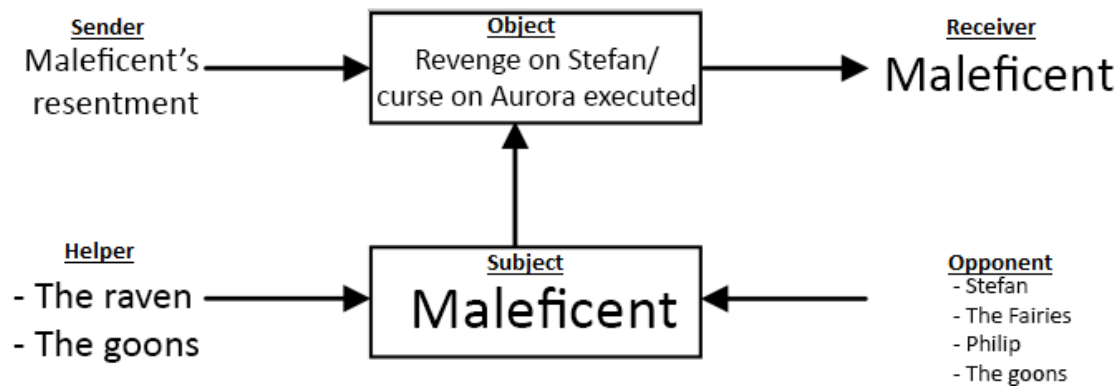 Sender
Maleficent's
resentment
Object
Revenge on Stefan/
curse on Aurora executed
Receiver
Maleficent
Helper
- The raven
- The goons
Subject
Maleficent
Opponent
- Stefan
- The Fairies
- Philip
- The goons